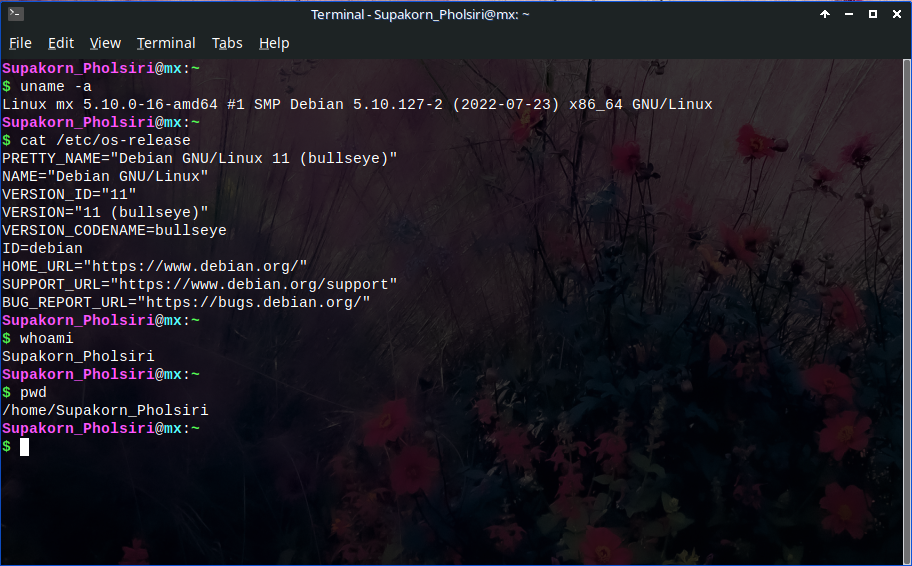 Terminal - Supakorn_Pholsiri@mx: ~
File Edit View Terminal Tabs Help
Supakorn_Pholsiri@mx:~
$ uname -a
Linux mx 5.10.0-16-amd64 #1 SMP Debian 5.10.127-2 (2022-07-23) x86_64 GNU/Linux
Supakorn_Pholsiri@mx:~
$ cat /etc/os-release
PRETTY_NAME="Debian GNU/Linux 11 (bullseye)"
NAME="Debian GNU/Linux"
VERSION_ID="11"
VERSION="11 (bullseye)"
VERSION_CODENAME=bullseye
ID=debian
HOME_URL="https://www.debian.org/"
SUPPORT_URL="https://www.debian.org/support"
BUG_REPORT_URL="https://bugs.debian.org/"
Supakorn_Pholsiri@mx:~
$ whoami
Supakorn_Pholsiri
Supakorn_Pholsiri@mx:~
$ pwd
/home/Supakorn_Pholsiri
Supakorn_Pholsiri@mx:~
$